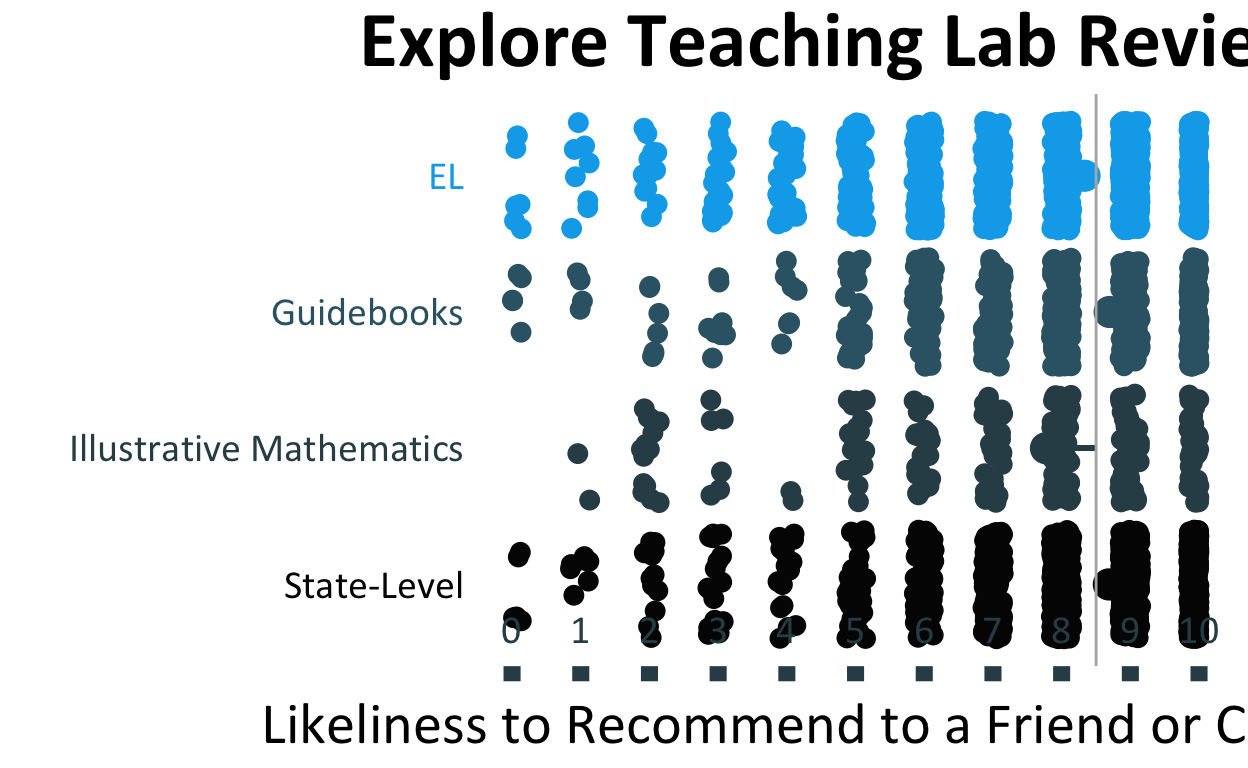 Explore Teaching Lab Revie
EL
Guidebooks
Illustrative Mathematics
State-Level
0 1 2 3 4 5 6 7 8 9 10
Likeliness to Recommend to a Friend or C